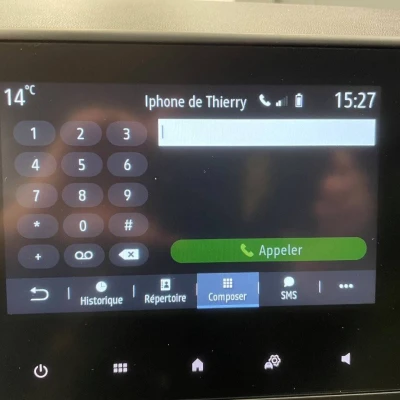 14°C Iphone de Thierry 15:27
1 2 3
4 5 6
7 8 9
* 0 #
+
Appeler
Historique Répertoire Composer SMS ...